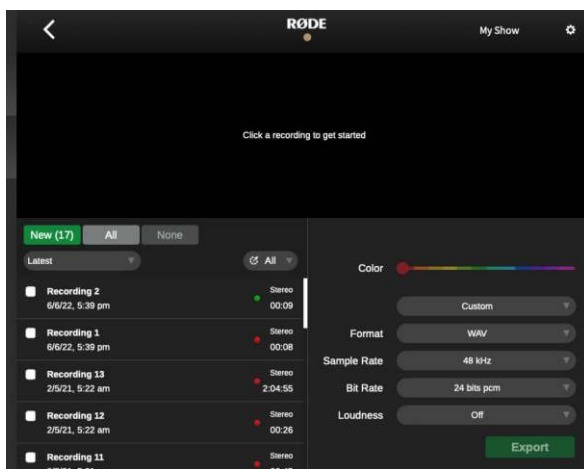 RØDE
My Show
Click a recording to get started
New (17) All None
Latest
All
Recording 2 Stereo
6/6/22, 5:39 pm 00:09
Recording 1 Stereo
6/6/22, 5:39 pm 00:08
Recording 13 Stereo
2/5/21, 5:22 am 2:04:55
Recording 12 Stereo
2/5/21, 5:22 am 00:26
Recording 11 Stereo
Color
Custom
Format WAV
Sample Rate 48 kHz
Bit Rate 24 bits pcm
Loudness Off
Export